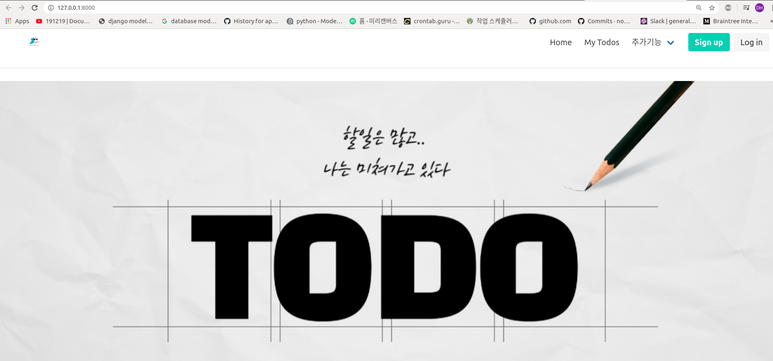 127.0.0.1:8000
Apps 191219 | Docu... django model... database mod... History for ap... python - Mode... 홈 - 미리캔버스 crontab.guru -... 작업 스케쥴러... github.com Commits · no... Slack | general... Braintree Inte...
Home My Todos 추가기능 Sign up Log in
할일은 많고..
나는 미쳐가고 있다
TODO